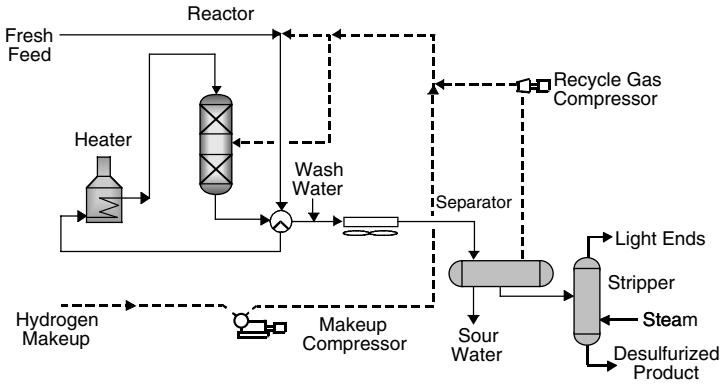 Reactor
Fresh
Feed
Recycle Gas
Compressor
Heater
Wash
Water
Separator
Light Ends
Stripper
Steam
Hydrogen
Makeup
Makeup
Compressor
Sour
Water
Desulfurized
Product